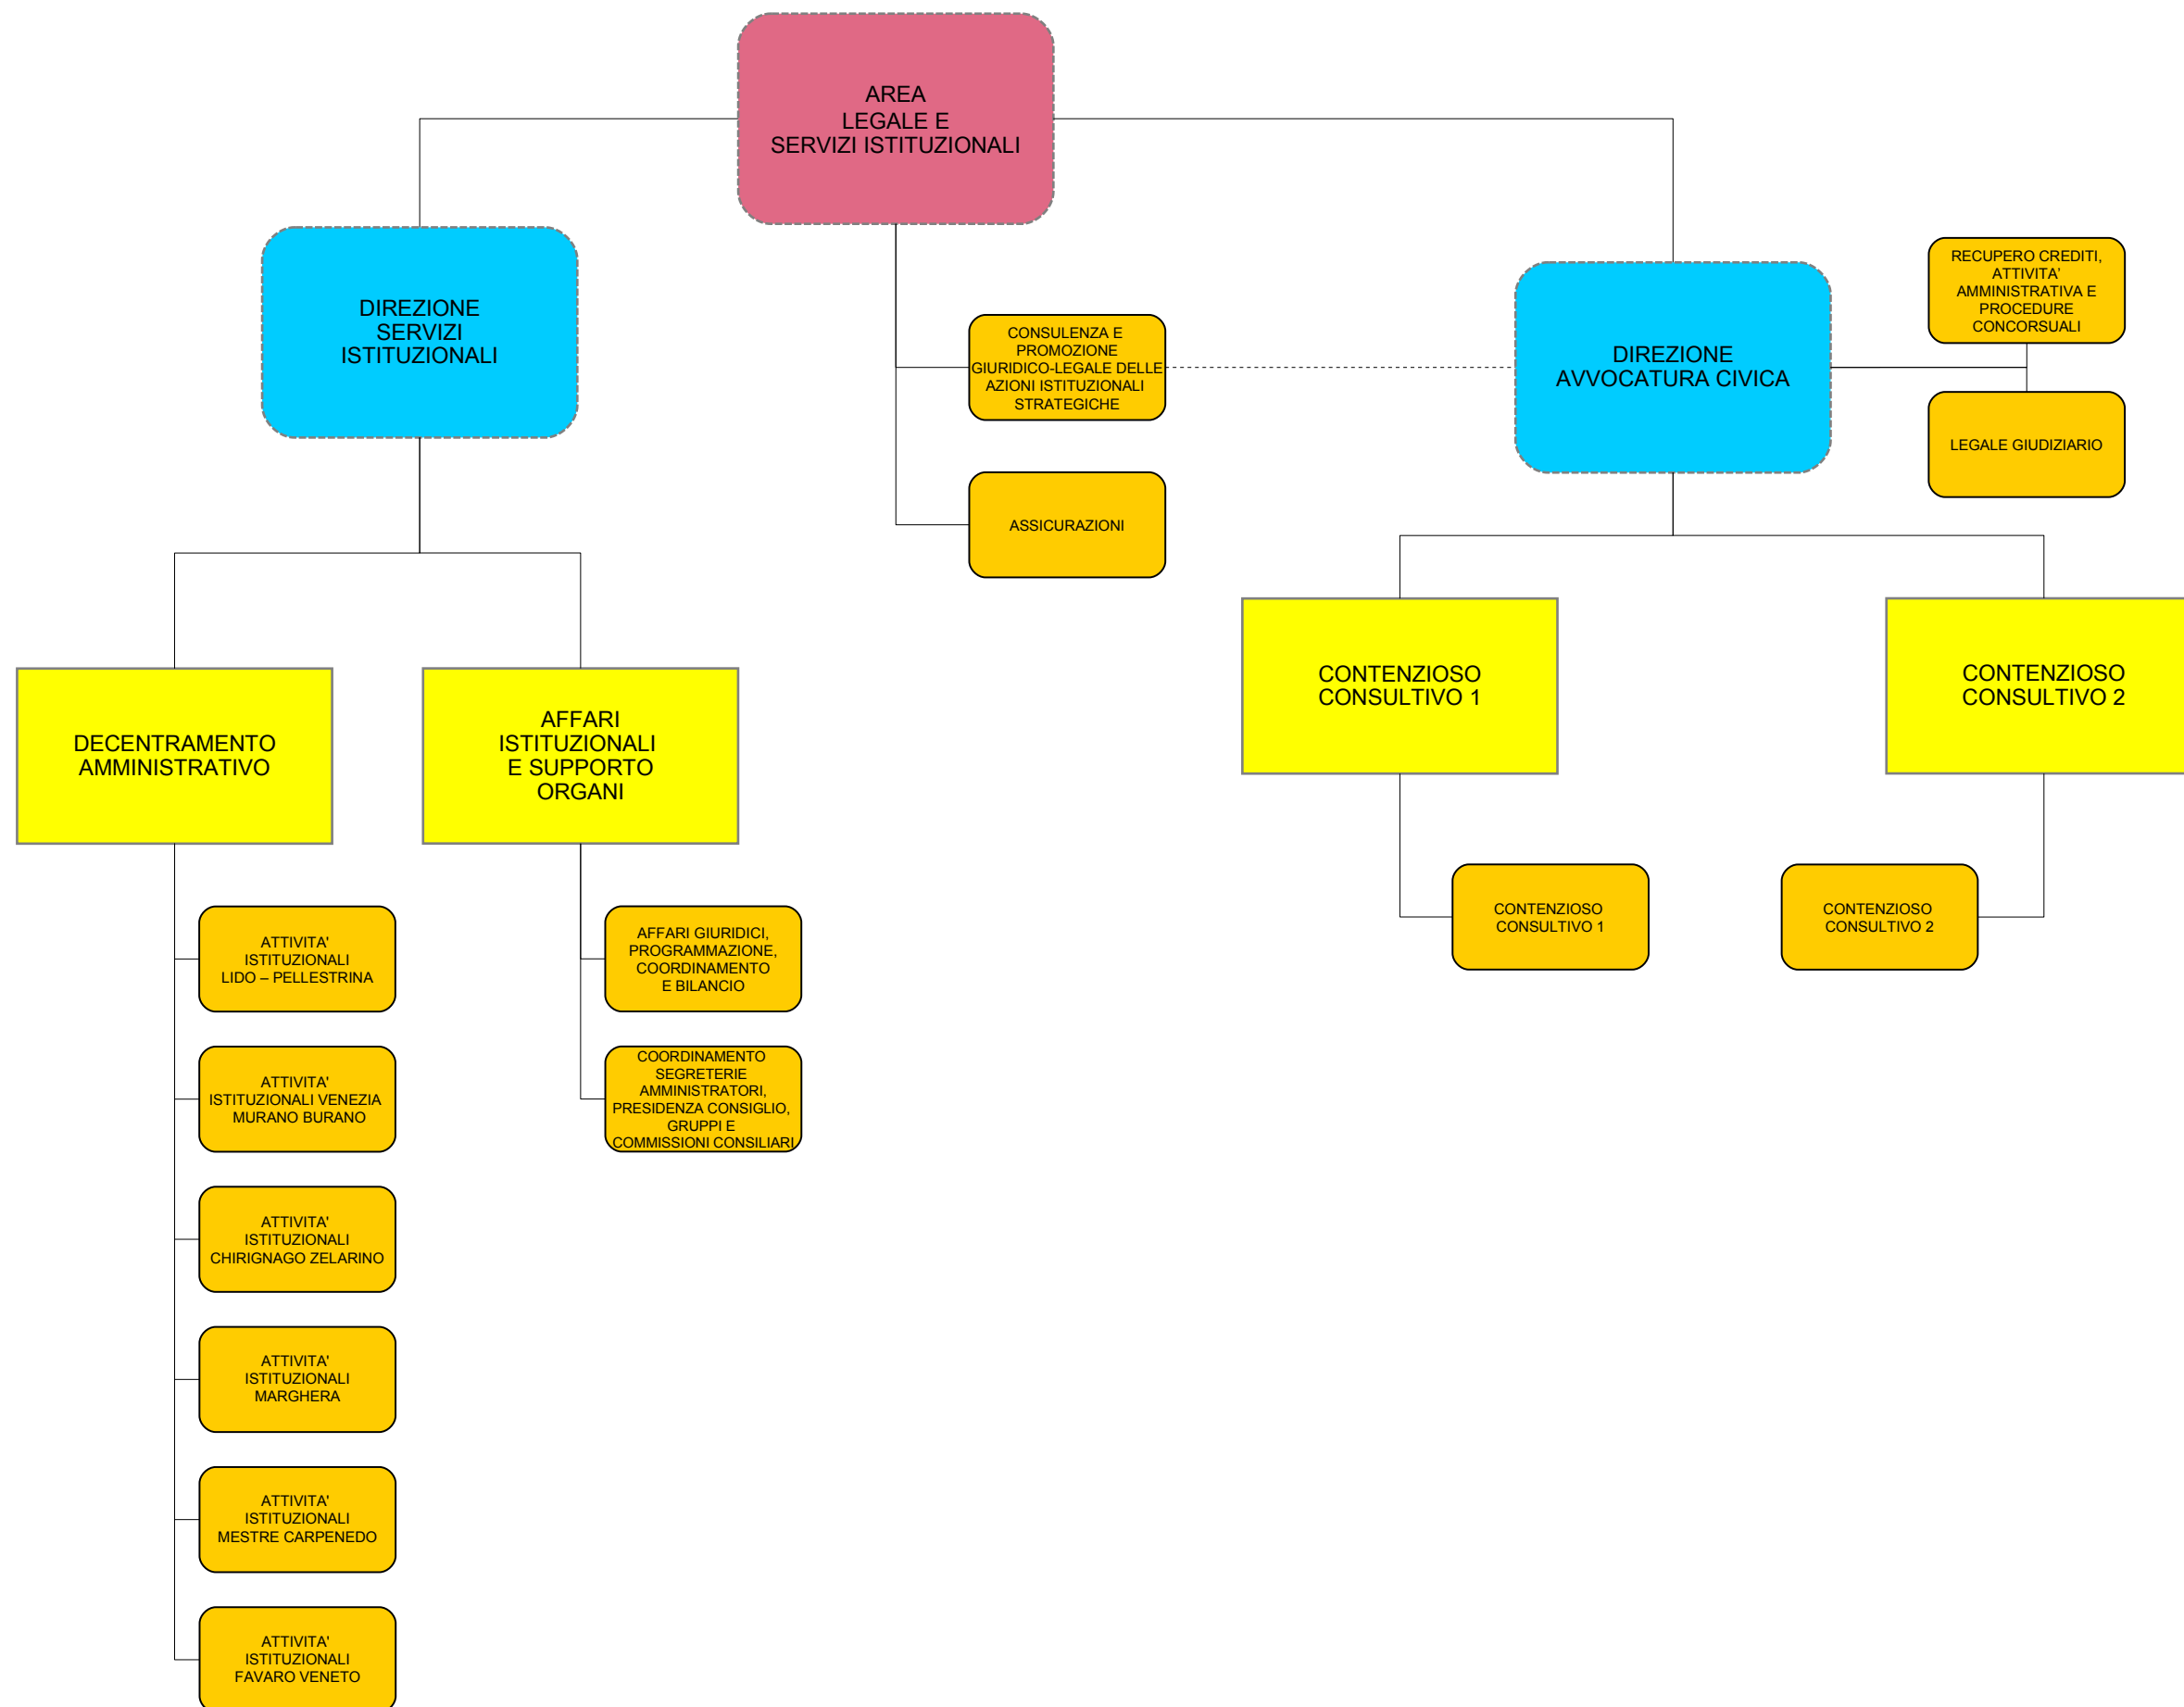 AREA
LEGALE E
SERVIZI ISTITUZIONALI
DIREZIONE
SERVIZI
ISTITUZIONALI
CONSULENZA E
PROMOZIONE
GIURIDICO-LEGALE DELLE
AZIONI ISTITUZIONALI
STRATEGICHE
ASSICURAZIONI
DIREZIONE
AVVOCATURA CIVICA
RECUPERO CREDITI,
ATTIVITA’
AMMINISTRATIVA E
PROCEDURE
CONCORSUALI
LEGALE GIUDIZIARIO
DECENTRAMENTO
AMMINISTRATIVO
AFFARI
ISTITUZIONALI
E SUPPORTO
ORGANI
CONTENZIOSO
CONSULTIVO 1
CONTENZIOSO
CONSULTIVO 2
ATTIVITA'
ISTITUZIONALI
LIDO – PELLESTRINA
ATTIVITA'
ISTITUZIONALI VENEZIA
MURANO BURANO
ATTIVITA'
ISTITUZIONALI
CHIRIGNAGO ZELARINO
ATTIVITA'
ISTITUZIONALI
MARGHERA
ATTIVITA'
ISTITUZIONALI
MESTRE CARPENEDO
ATTIVITA'
ISTITUZIONALI
FAVARO VENETO
AFFARI GIURIDICI,
PROGRAMMAZIONE,
COORDINAMENTO
E BILANCIO
COORDINAMENTO
SEGRETERIE
AMMINISTRATORI,
PRESIDENZA CONSIGLIO,
GRUPPI E
COMMISSIONI CONSILIARI
CONTENZIOSO
CONSULTIVO 1
CONTENZIOSO
CONSULTIVO 2